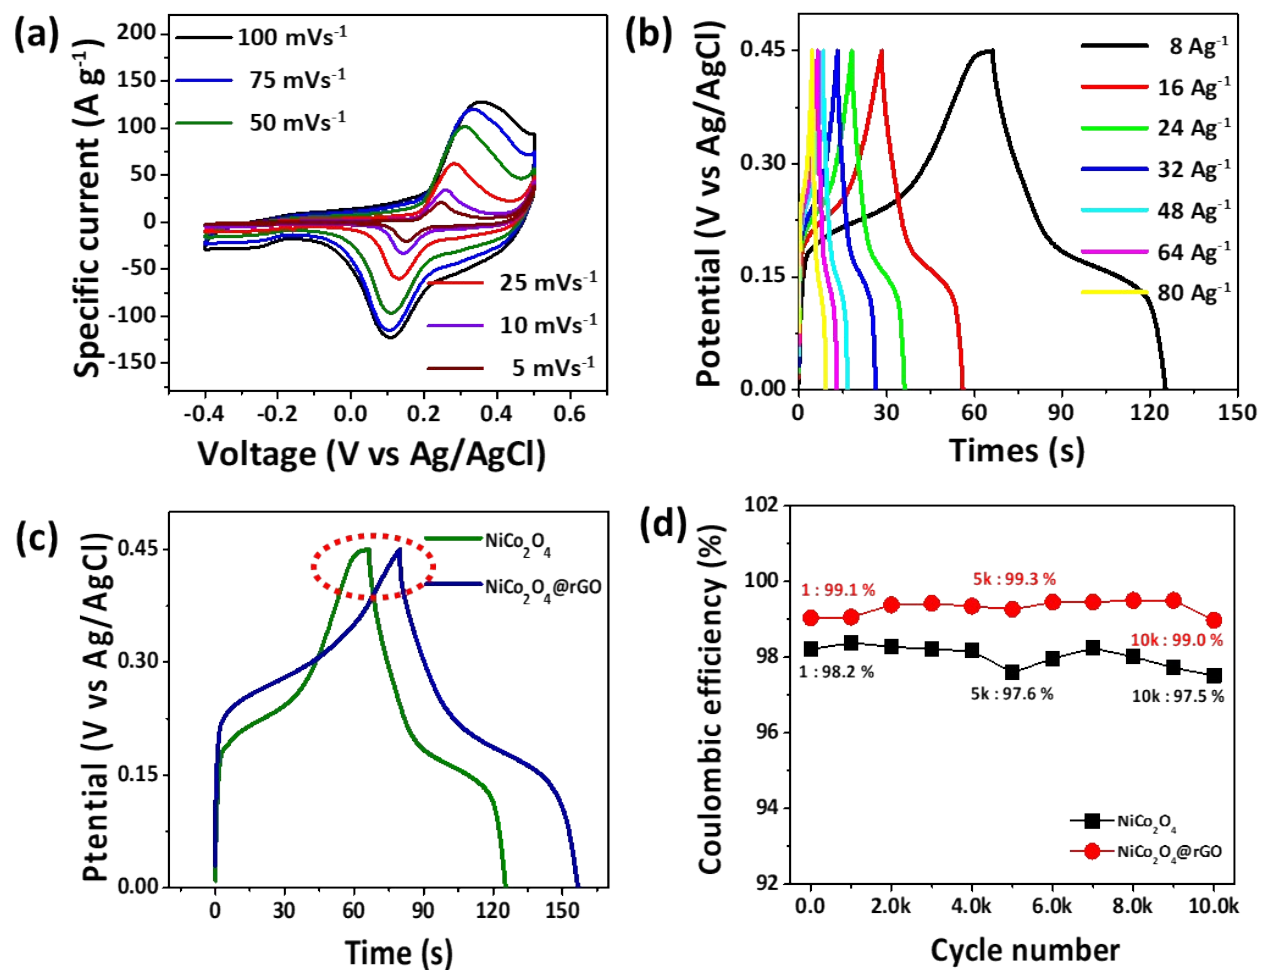 (a)
Specific current (A g⁻¹)
200
150
100
50
0
-50
-100
-150
100 mVs⁻¹
75 mVs⁻¹
50 mVs⁻¹
25 mVs⁻¹
10 mVs⁻¹
5 mVs⁻¹
-0.4 -0.2 0.0 0.2 0.4 0.6
Voltage (V vs Ag/AgCl)
(b)
Potential (V vs Ag/AgCl)
0.45
0.30
0.15
0.00
8 Ag⁻¹
16 Ag⁻¹
24 Ag⁻¹
32 Ag⁻¹
48 Ag⁻¹
64 Ag⁻¹
80 Ag⁻¹
0 30 60 90 120 150
Times (s)
(c)
Ptential (V vs Ag/AgCl)
0.45
0.30
0.15
0.00
NiCo₂O₄
NiCo₂O₄@rGO
0 30 60 90 120 150
Time (s)
(d)
Coulombic efficiency (%)
102
100
98
96
94
92
1 : 99.1 %
5k : 99.3 %
10k : 99.0 %
1 : 98.2 %
5k : 97.6 %
10k : 97.5 %
NiCo₂O₄
NiCo₂O₄@rGO
0.0 2.0k 4.0k 6.0k 8.0k 10.0k
Cycle number